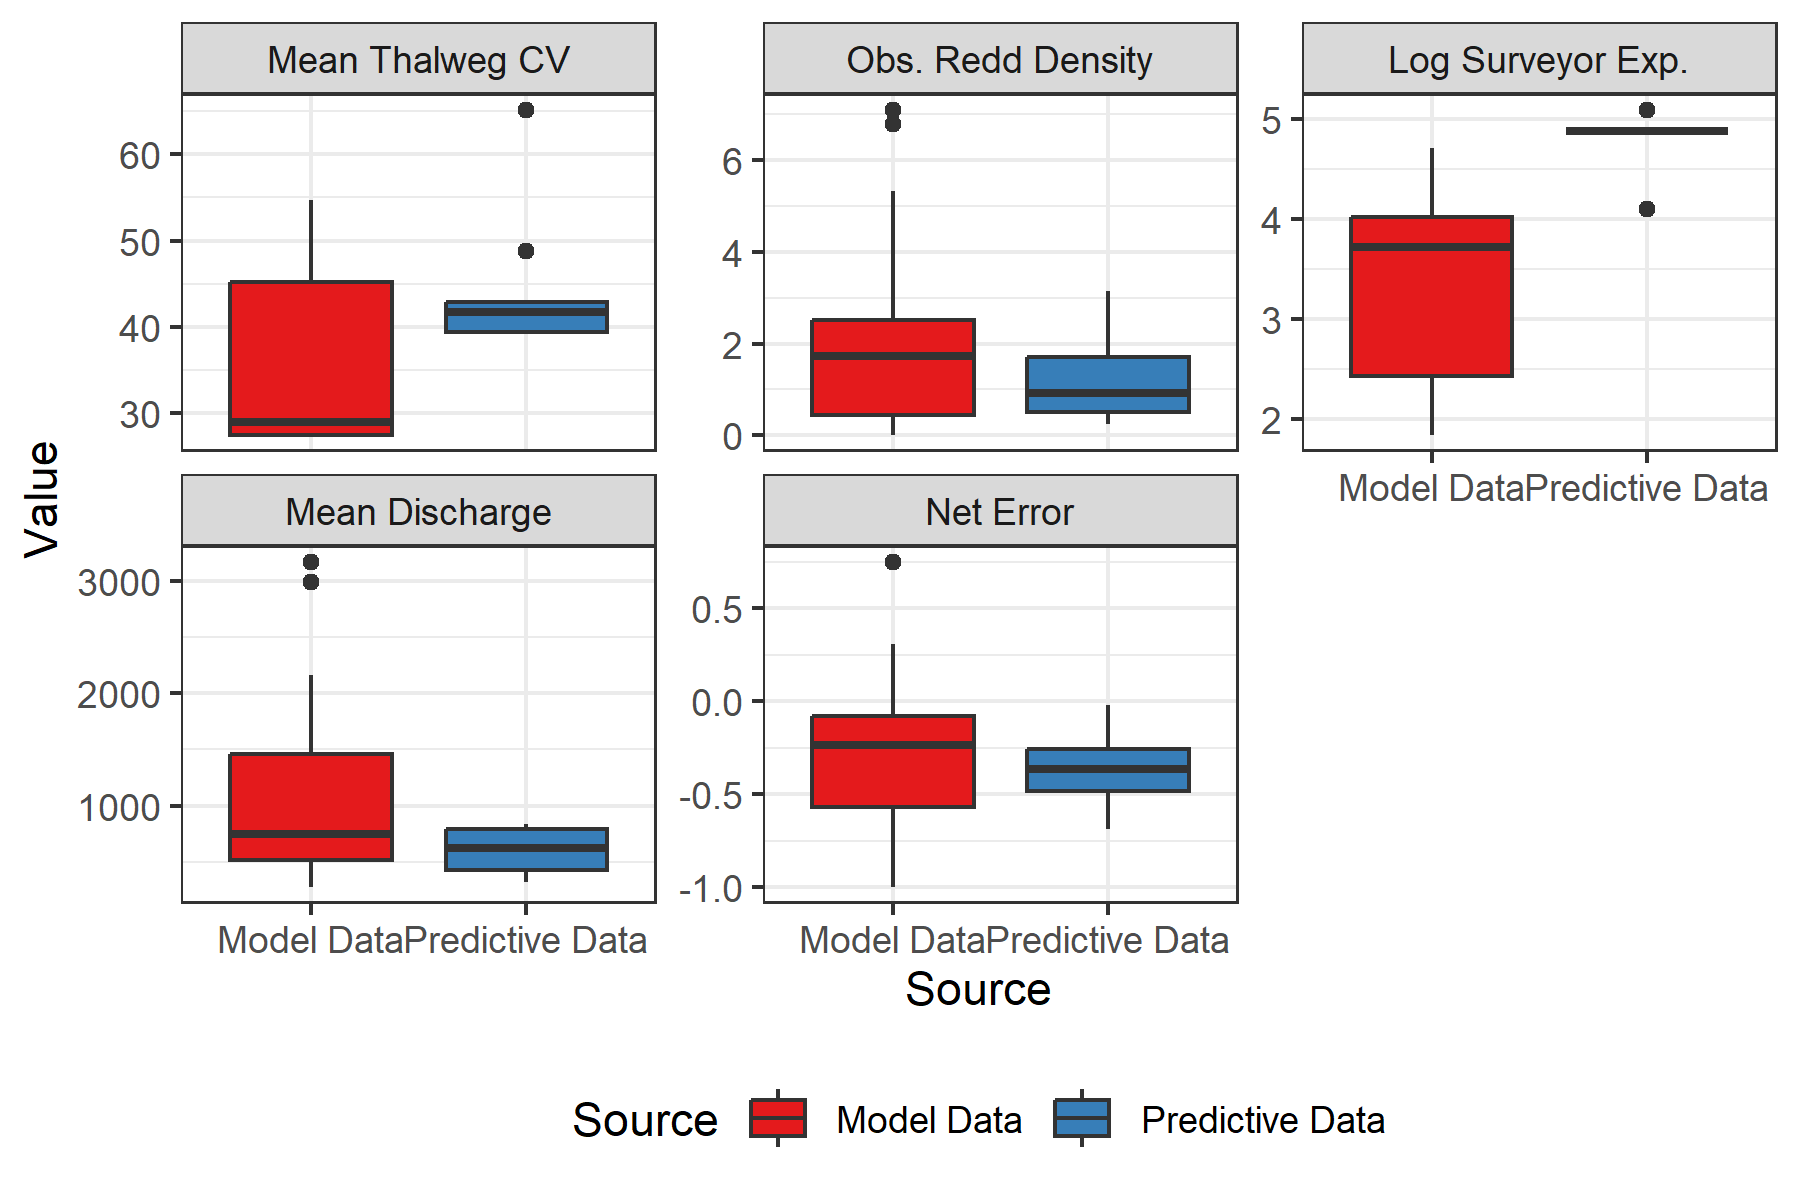 Mean Thalweg CV
Obs. Redd Density
Log Surveyor Exp.
60
50
40
30
6
4
2
0
5
4
3
2
Model Data
Predictive Data
Mean Discharge
Net Error
3000
2000
1000
0.5
0.0
-0.5
-1.0
Model Data
Predictive Data
Model Data
Predictive Data
Value
Source
Source
Model Data
Predictive Data